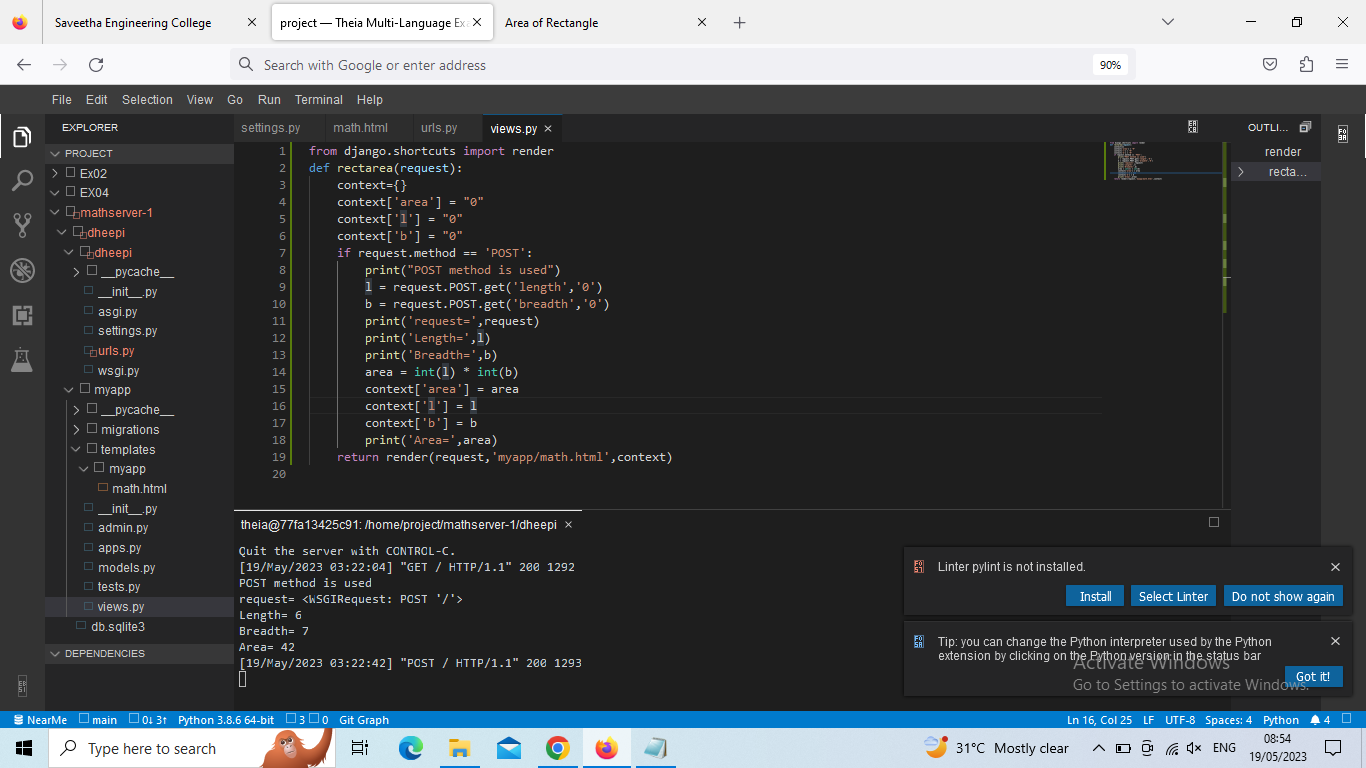 Saveetha Engineering College
project — Theia Multi-Language Exa
Area of Rectangle
Search with Google or enter address
90%
File Edit Selection View Go Run Terminal Help
EXPLORER
PROJECT
Ex02
EX04
mathserver-1
dheepi
dheepi
__pycache__
__init__.py
asgi.py
settings.py
urls.py
wsgi.py
myapp
__pycache__
migrations
templates
myapp
math.html
__init__.py
admin.py
apps.py
models.py
tests.py
views.py
db.sqlite3
DEPENDENCIES
settings.py math.html urls.py views.py
1 from django.shortcuts import render
2 def rectarea(request):
3     context={}
4     context['area'] = "0"
5     context['l'] = "0"
6     context['b'] = "0"
7     if request.method == 'POST':
8         print("POST method is used")
9         l = request.POST.get('length','0')
10         b = request.POST.get('breadth','0')
11         print('request=',request)
12         print('Length=',l)
13         print('Breadth=',b)
14         area = int(l) * int(b)
15         context['area'] = area
16         context['l'] = l
17         context['b'] = b
18         print('Area=',area)
19     return render(request,'myapp/math.html',context)
20
OUTLI...
render
recta...
theia@77fa13425c91: /home/project/mathserver-1/dheepi
Quit the server with CONTROL-C.
[19/May/2023 03:22:04] "GET / HTTP/1.1" 200 1292
POST method is used
request= <WSGIRequest: POST '/'>
Length= 6
Breadth= 7
Area= 42
[19/May/2023 03:22:42] "POST / HTTP/1.1" 200 1293
Linter pylint is not installed.
Install Select Linter Do not show again
Tip: you can change the Python interpreter used by the Python
extension by clicking on the Python version in the status bar
Got it!
Activate Windows
Go to Settings to activate Windows.
NearMe main 0↓ 3↑ Python 3.8.6 64-bit 3 0 Git Graph
Ln 16, Col 25 LF UTF-8 Spaces: 4 Python 4
Type here to search
31°C Mostly clear
ENG
08:54
19/05/2023